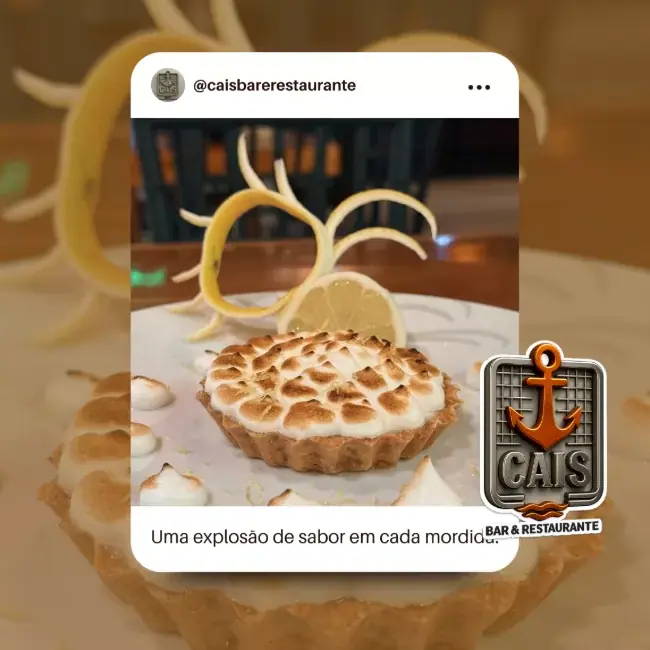 @caisbarerestaurante
Uma explosão de sabor em cada mordida.
CAIS
BAR & RESTAURANTE